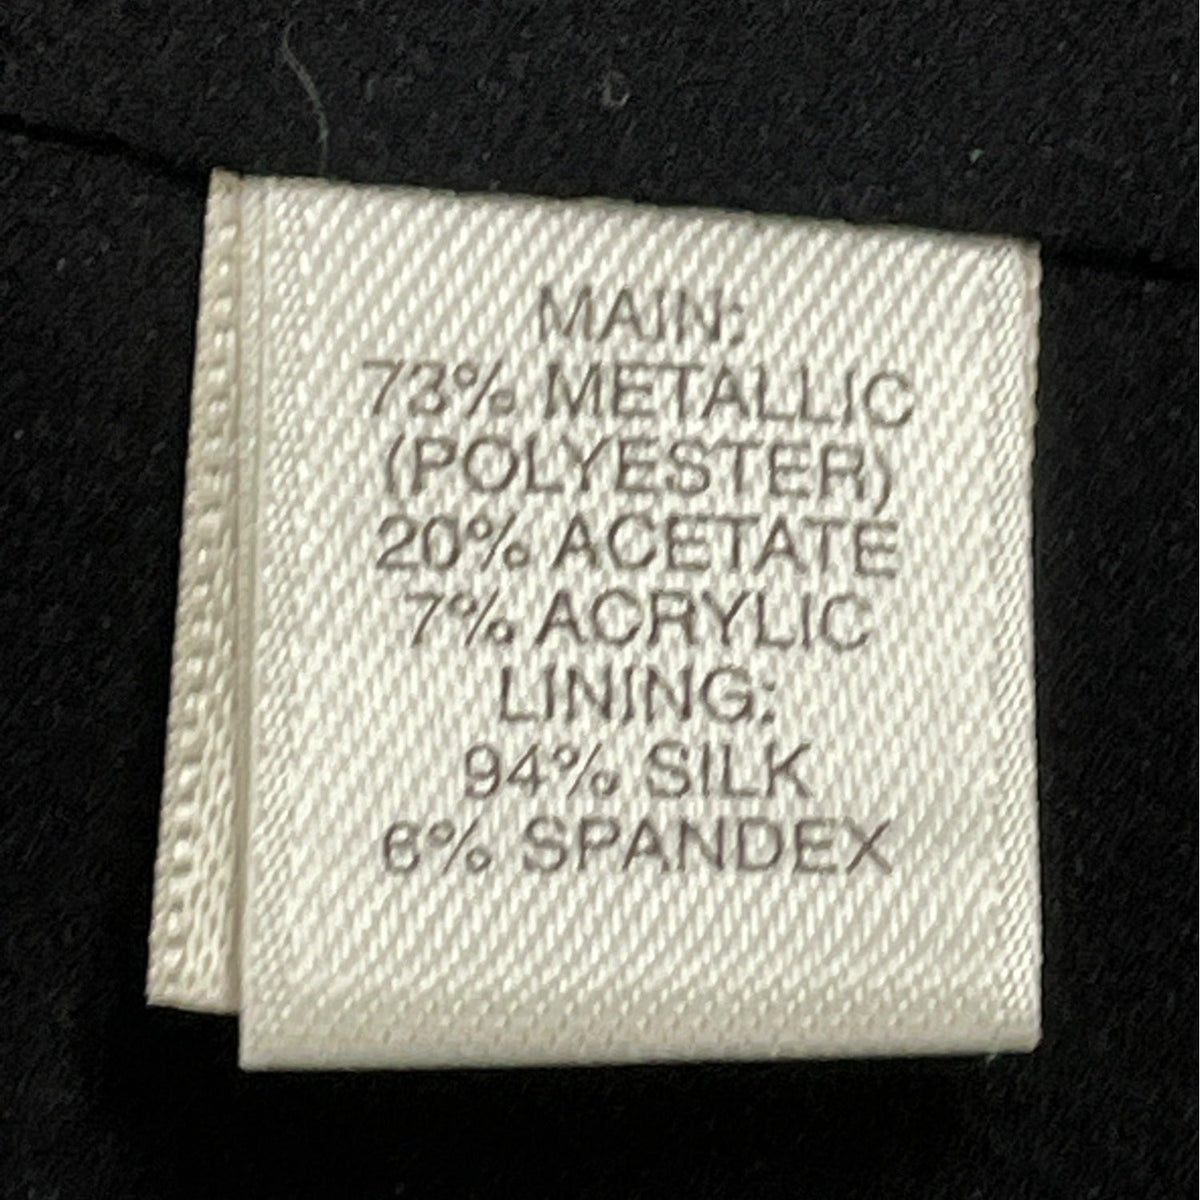 MAIN:
73% METALLIC
(POLYESTER)
20% ACETATE
7% ACRYLIC
LINING:
94% SILK
6% SPANDEX